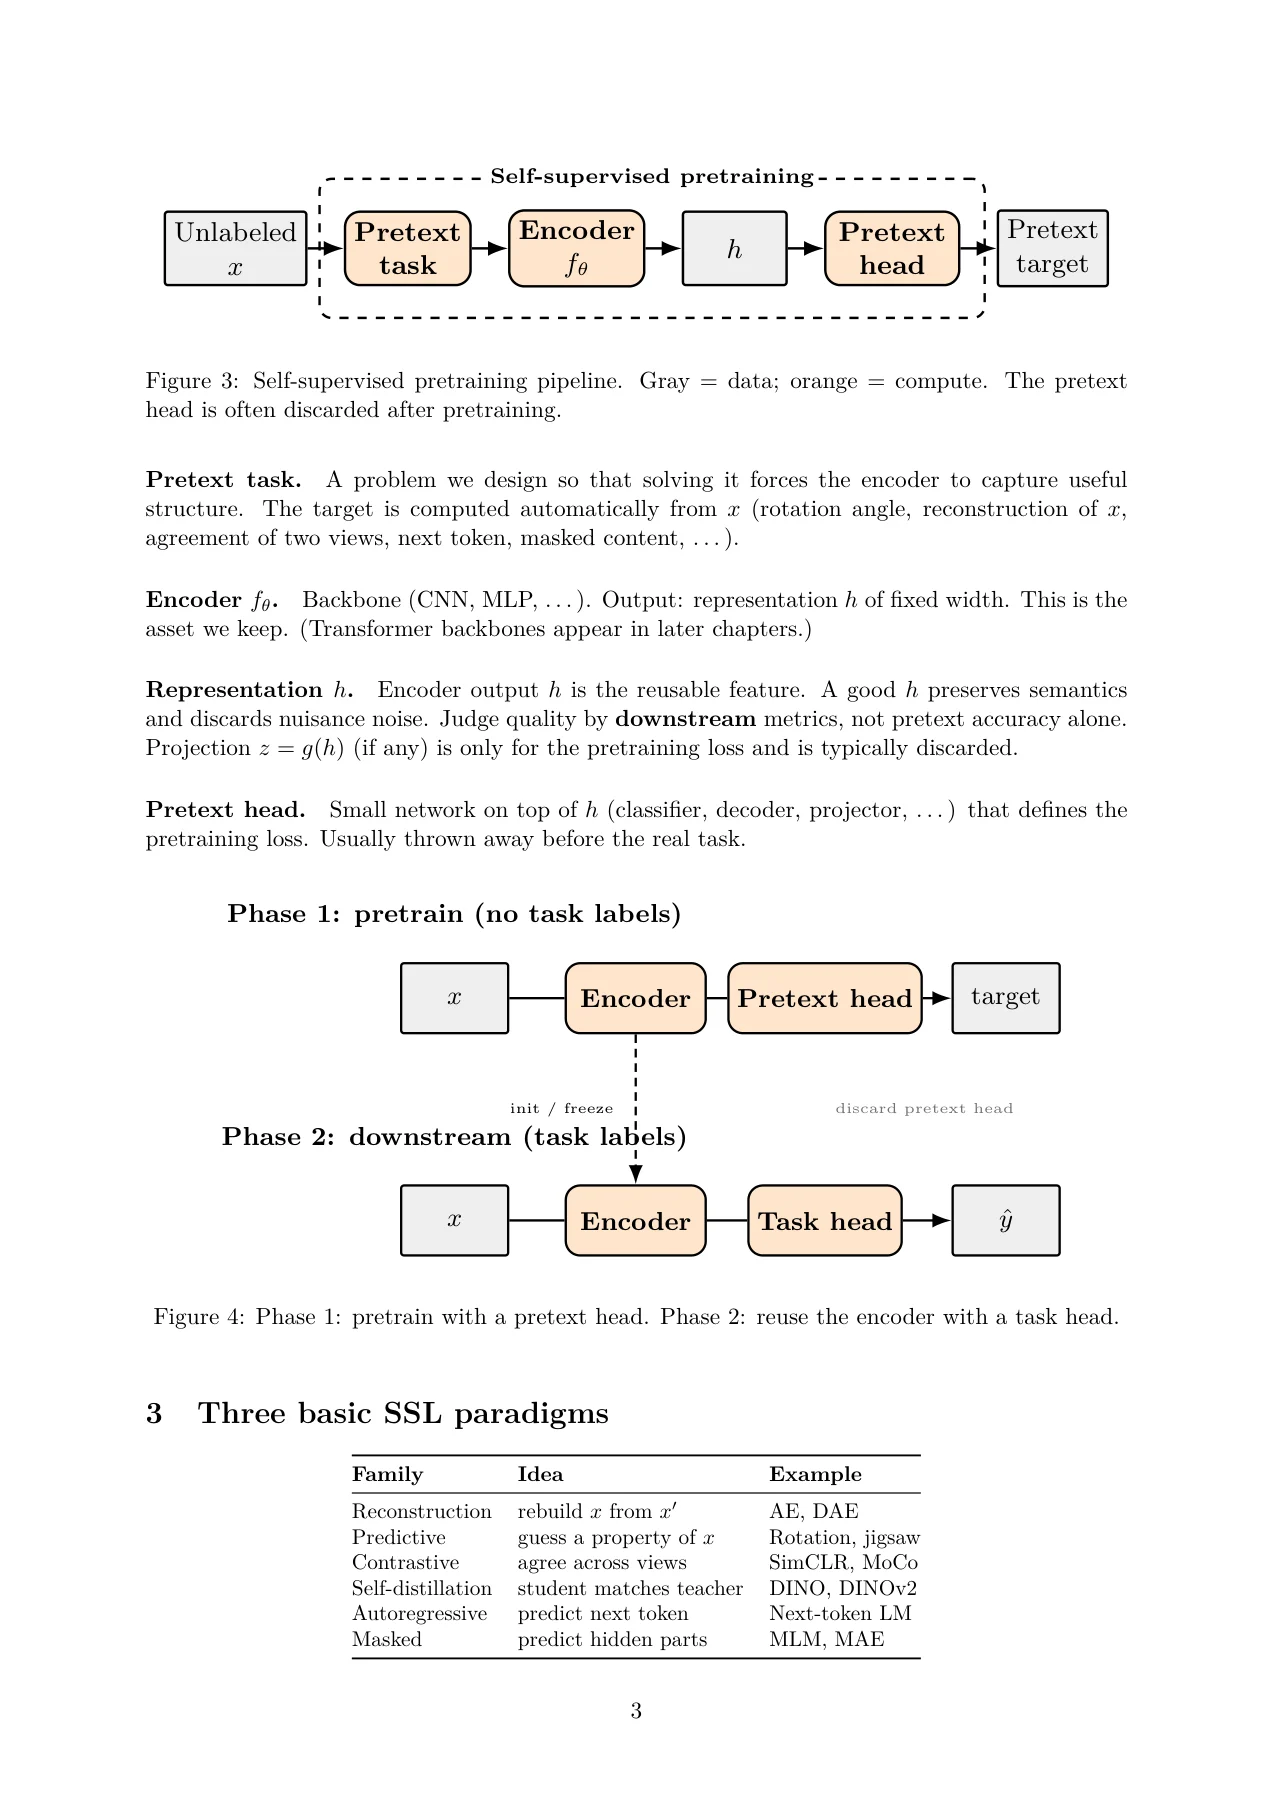 Self-supervised pretraining
Unlabeled x
Pretext task
Encoder fθ
h
Pretext head
Pretext target
Figure 3: Self-supervised pretraining pipeline. Gray = data; orange = compute. The pretext
head is often discarded after pretraining.
Pretext task. A problem we design so that solving it forces the encoder to capture useful
structure. The target is computed automatically from x (rotation angle, reconstruction of x,
agreement of two views, next token, masked content, ...).
Encoder fθ. Backbone (CNN, MLP, ...). Output: representation h of fixed width. This is the
asset we keep. (Transformer backbones appear in later chapters.)
Representation h. Encoder output h is the reusable feature. A good h preserves semantics
and discards nuisance noise. Judge quality by downstream metrics, not pretext accuracy alone.
Projection z = g(h) (if any) is only for the pretraining loss and is typically discarded.
Pretext head. Small network on top of h (classifier, decoder, projector, ...) that defines the
pretraining loss. Usually thrown away before the real task.
Phase 1: pretrain (no task labels)
x
Encoder
Pretext head
target
init / freeze
discard pretext head
Phase 2: downstream (task labels)
x
Encoder
Task head
ŷ
Figure 4: Phase 1: pretrain with a pretext head. Phase 2: reuse the encoder with a task head.
3 Three basic SSL paradigms
Family Idea Example
Reconstruction rebuild x from x′ AE, DAE
Predictive guess a property of x Rotation, jigsaw
Contrastive agree across views SimCLR, MoCo
Self-distillation student matches teacher DINO, DINOv2
Autoregressive predict next token Next-token LM
Masked predict hidden parts MLM, MAE
3